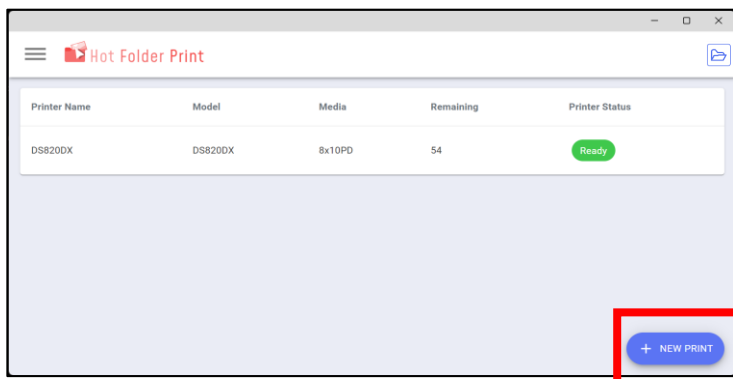 Hot Folder Print
Printer Name Model Media Remaining Printer Status
DS820DX DS820DX 8x10PD 54 Ready
+ NEW PRINT